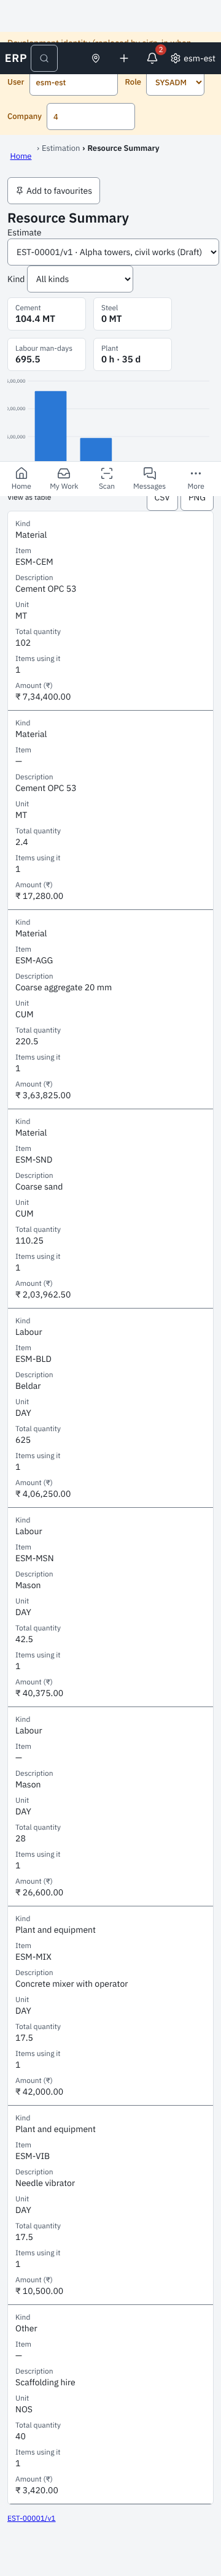 ERP
2
esm-est
User
esm-est
Role
SYSADM
Company
4
Home › Estimation › Resource Summary
Add to favourites
Resource Summary
Estimate
EST-00001/v1 · Alpha towers, civil works (Draft)
Kind
All kinds
Cement
104.4 MT
Steel
0 MT
Labour man-days
695.5
Plant
0 h · 35 d
Home
My Work
Scan
Messages
More
View as table
CSV
PNG
Kind
Material
Item
ESM-CEM
Description
Cement OPC 53
Unit
MT
Total quantity
102
Items using it
1
Amount (₹)
₹ 7,34,400.00
Kind
Material
Item
—
Description
Cement OPC 53
Unit
MT
Total quantity
2.4
Items using it
1
Amount (₹)
₹ 17,280.00
Kind
Material
Item
ESM-AGG
Description
Coarse aggregate 20 mm
Unit
CUM
Total quantity
220.5
Items using it
1
Amount (₹)
₹ 3,63,825.00
Kind
Material
Item
ESM-SND
Description
Coarse sand
Unit
CUM
Total quantity
110.25
Items using it
1
Amount (₹)
₹ 2,03,962.50
Kind
Labour
Item
ESM-BLD
Description
Beldar
Unit
DAY
Total quantity
625
Items using it
1
Amount (₹)
₹ 4,06,250.00
Kind
Labour
Item
ESM-MSN
Description
Mason
Unit
DAY
Total quantity
42.5
Items using it
1
Amount (₹)
₹ 40,375.00
Kind
Labour
Item
—
Description
Mason
Unit
DAY
Total quantity
28
Items using it
1
Amount (₹)
₹ 26,600.00
Kind
Plant and equipment
Item
ESM-MIX
Description
Concrete mixer with operator
Unit
DAY
Total quantity
17.5
Items using it
1
Amount (₹)
₹ 42,000.00
Kind
Plant and equipment
Item
ESM-VIB
Description
Needle vibrator
Unit
DAY
Total quantity
17.5
Items using it
1
Amount (₹)
₹ 10,500.00
Kind
Other
Item
—
Description
Scaffolding hire
Unit
NOS
Total quantity
40
Items using it
1
Amount (₹)
₹ 3,420.00
EST-00001/v1